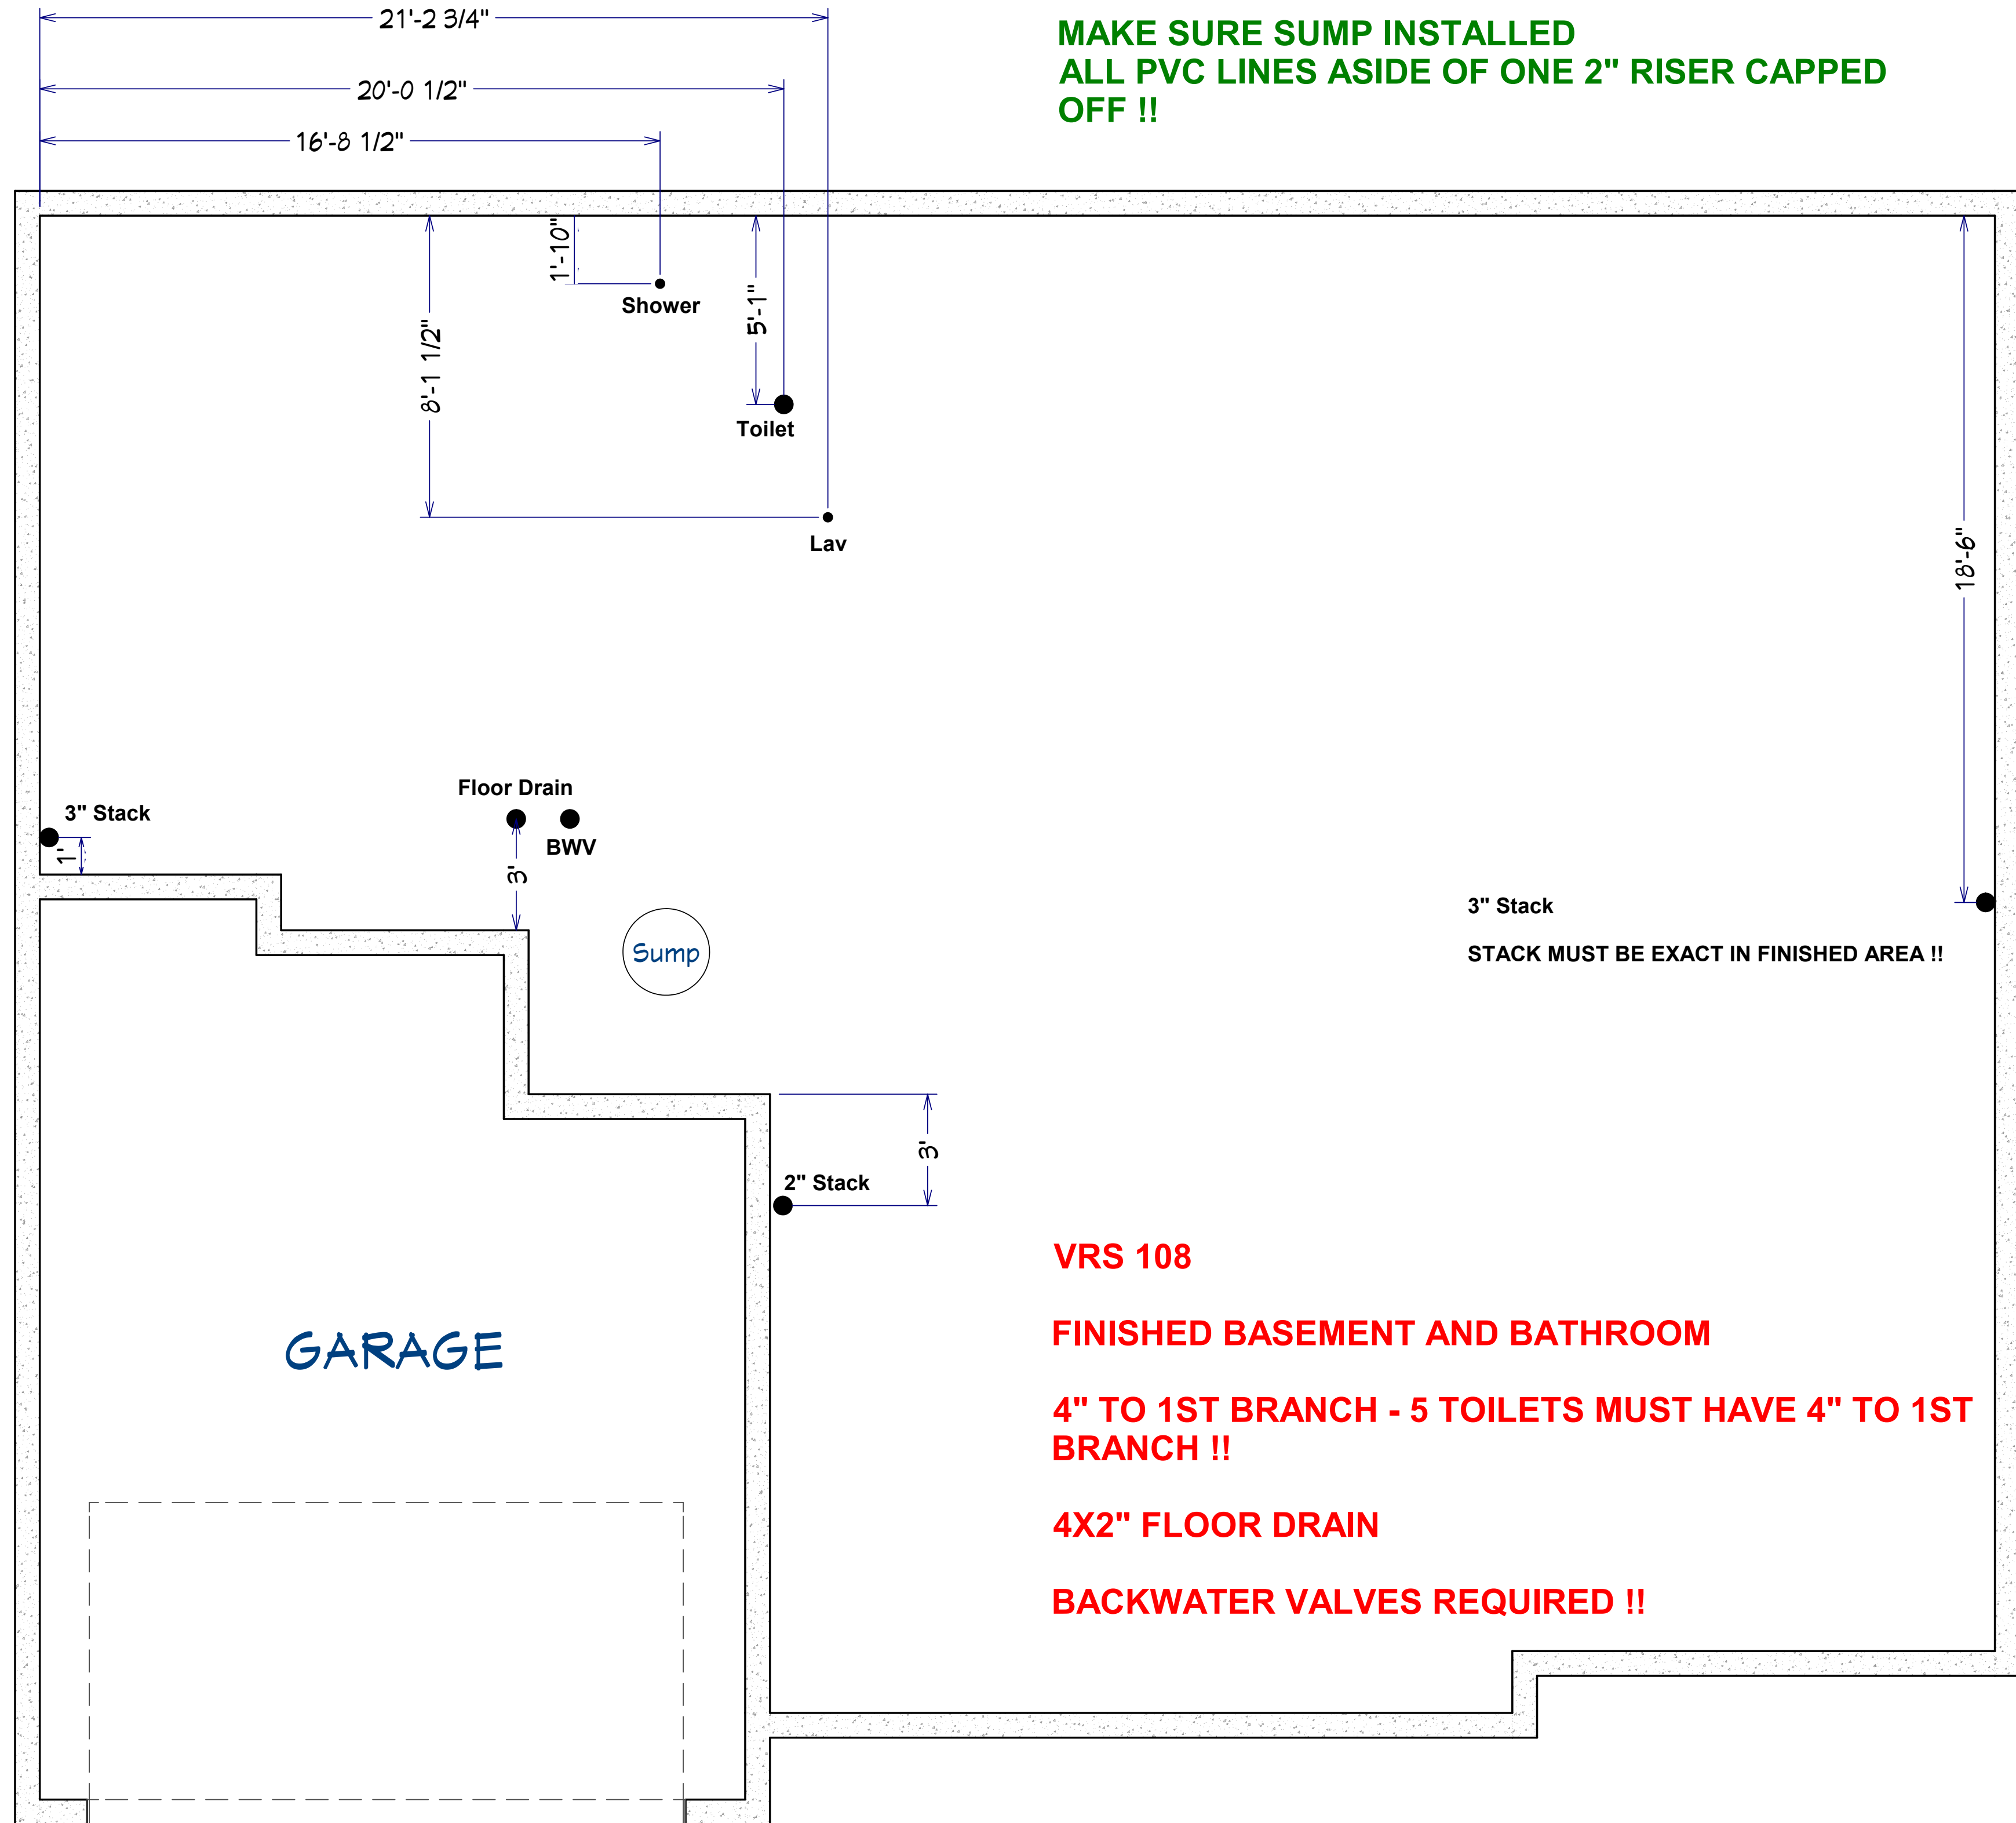 21'-2 3/4"
MAKE SURE SUMP INSTALLED
ALL PVC LINES ASIDE OF ONE 2" RISER CAPPED
OFF !!
20'-0 1/2"
16'-8 1/2"
1'-10"
Shower
5'-1"
8'-1 1/2"
Toilet
Lav
18'-6"
Floor Drain
3" Stack
BWV
1'
3'
3" Stack
Sump
STACK MUST BE EXACT IN FINISHED AREA !!
3'
2" Stack
VRS 108
GARAGE
FINISHED BASEMENT AND BATHROOM
4" TO 1ST BRANCH - 5 TOILETS MUST HAVE 4" TO 1ST
BRANCH !!
4X2" FLOOR DRAIN
BACKWATER VALVES REQUIRED !!